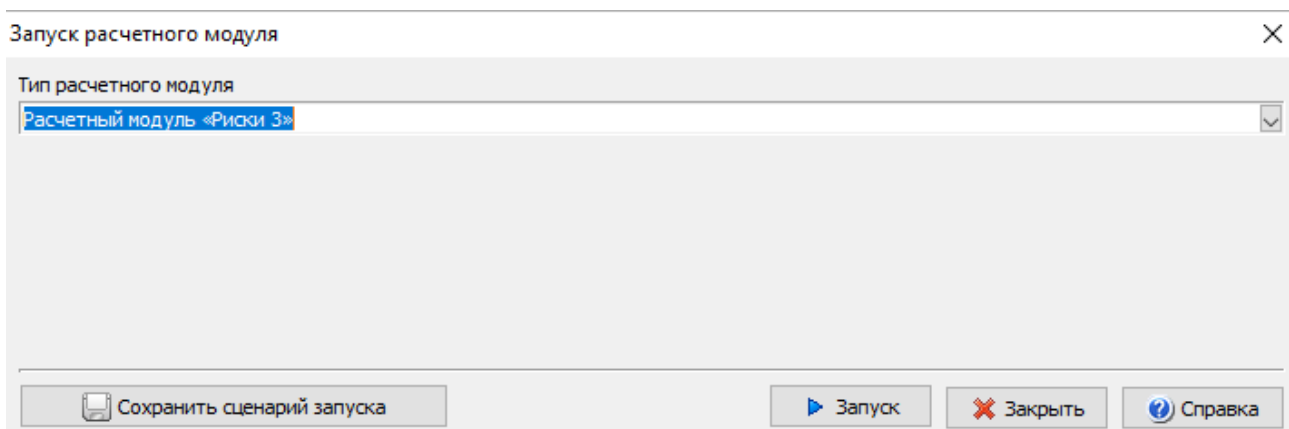 Запуск расчетного модуля
Тип расчетного модуля
Расчетный модуль «Риски 3»
Сохранить сценарий запуска
Запуск
Закрыть
Справка